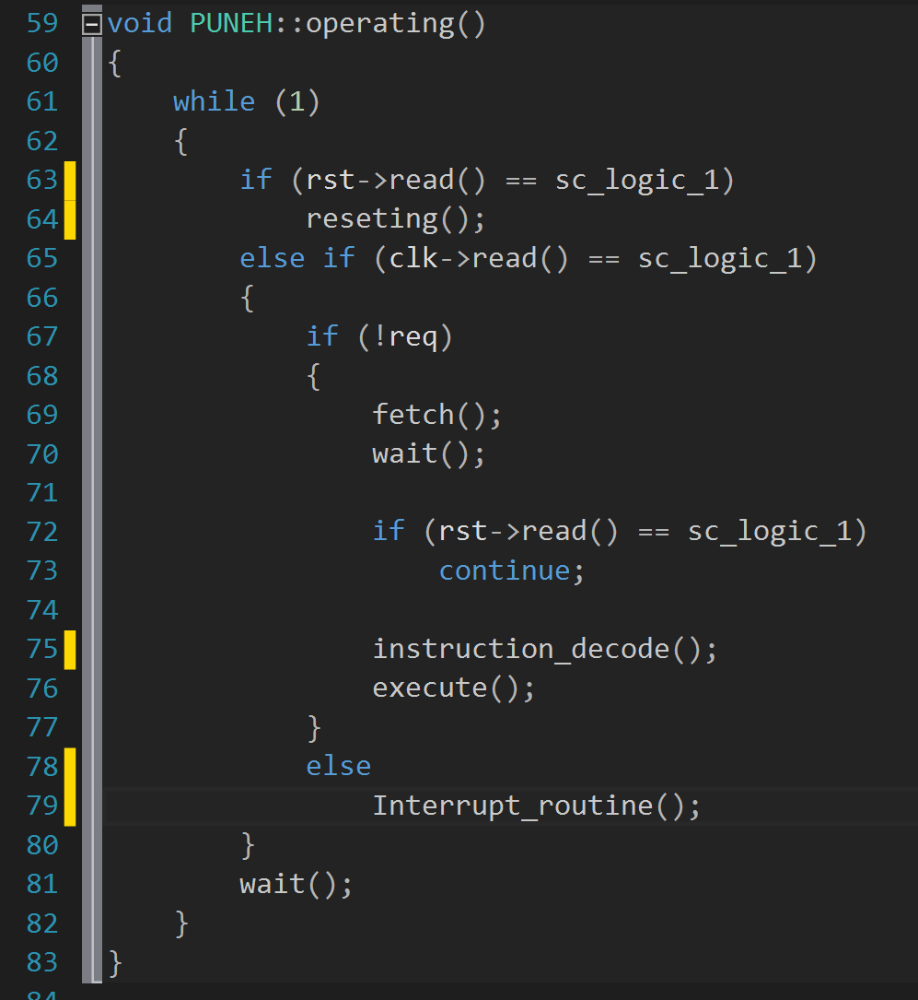 59 void PUNEH::operating()
60 {
61 while (1)
62 {
63 if (rst->read() == sc_logic_1)
64 reseting();
65 else if (clk->read() == sc_logic_1)
66 {
67 if (!req)
68 {
69 fetch();
70 wait();
71
72 if (rst->read() == sc_logic_1)
73 continue;
74
75 instruction_decode();
76 execute();
77 }
78 else
79 Interrupt_routine();
80 }
81 wait();
82 }
83 }
84